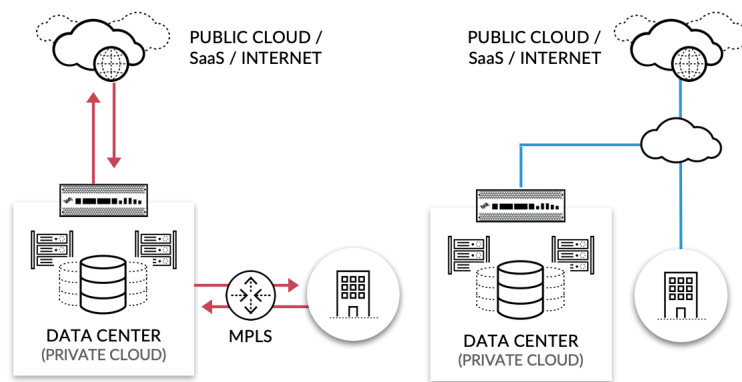 PUBLIC CLOUD /
SaaS / INTERNET
DATA CENTER
(PRIVATE CLOUD)
MPLS
PUBLIC CLOUD /
SaaS / INTERNET
DATA CENTER
(PRIVATE CLOUD)